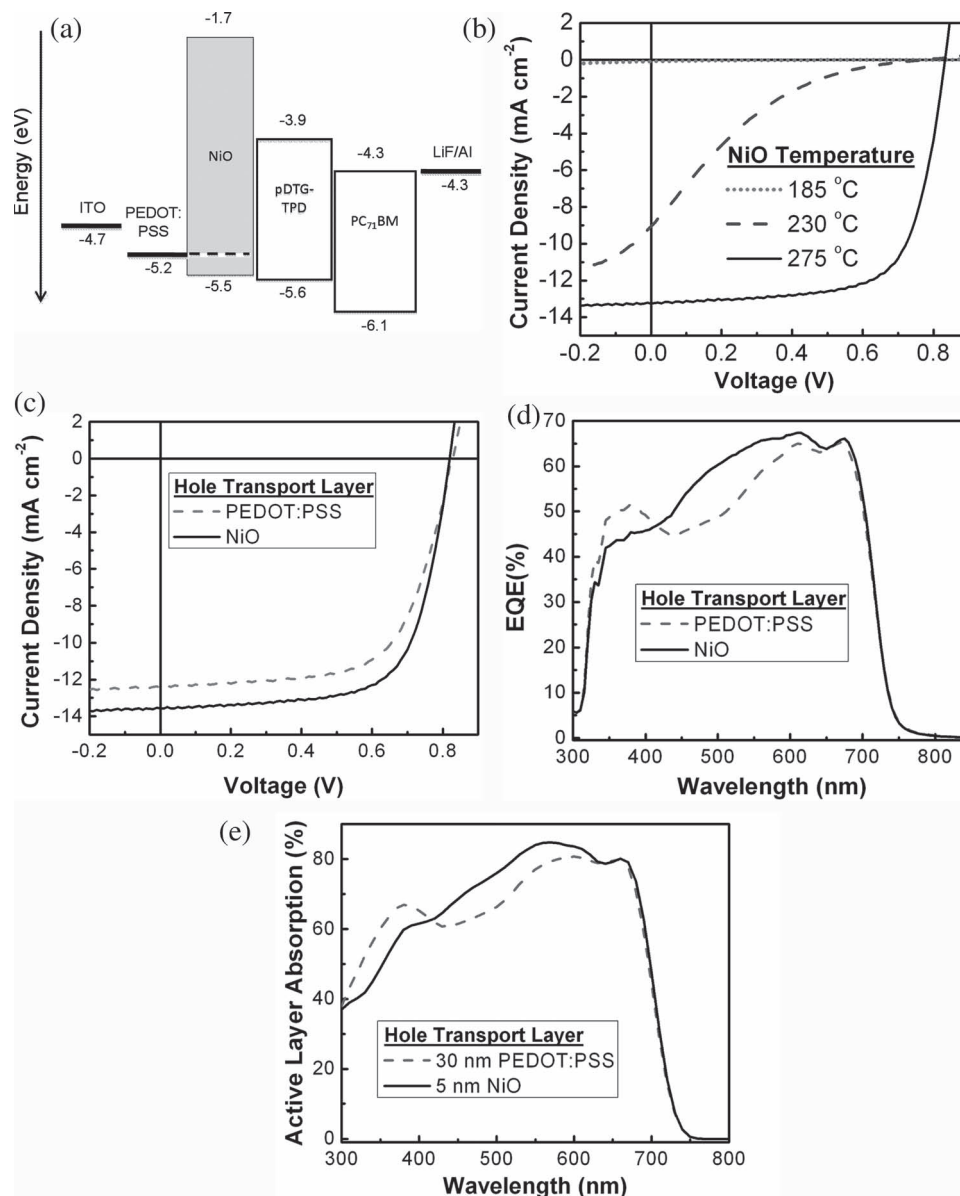 (a)
-1.7
Energy (eV)
ITO
-4.7
PEDOT:
PSS
-5.2
NiO
-5.5
-3.9
pDTG-
TPD
-5.6
-4.3
PC₇₁BM
-6.1
LiF/Al
-4.3
(b)
Current Density (mA cm⁻²)
2
0
-2
-4
-6
-8
-10
-12
-14
NiO Temperature
185 °C
230 °C
275 °C
-0.2 0.0 0.2 0.4 0.6 0.8
Voltage (V)
(c)
Current Density (mA cm⁻²)
2
0
-2
-4
-6
-8
-10
-12
-14
Hole Transport Layer
PEDOT:PSS
NiO
-0.2 0.0 0.2 0.4 0.6 0.8
Voltage (V)
(d)
EQE(%)
70
60
50
40
30
20
10
0
Hole Transport Layer
PEDOT:PSS
NiO
300 400 500 600 700 800
Wavelength (nm)
(e)
Active Layer Absorption (%)
80
60
40
20
0
Hole Transport Layer
30 nm PEDOT:PSS
5 nm NiO
300 400 500 600 700 800
Wavelength (nm)